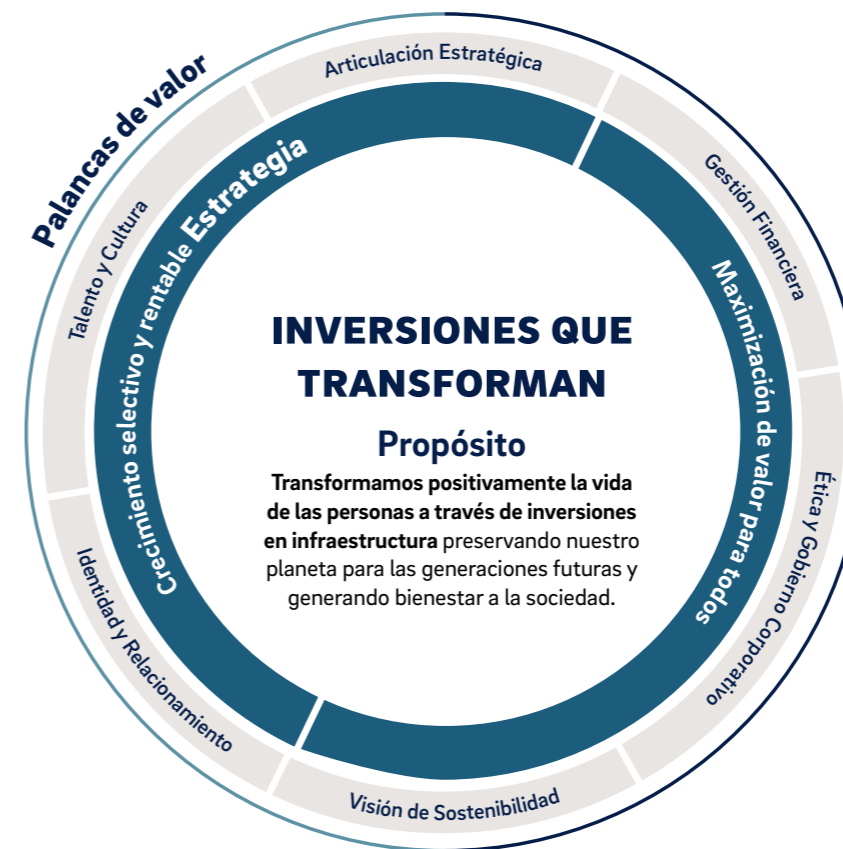 Palancas de valor
Articulación Estratégica
Gestión Financiera
Ética y Gobierno Corporativo
Visión de Sostenibilidad
Identidad y Relacionamiento
Talento y Cultura
Estrategia
Crecimiento selectivo y rentable
Maximización de valor para todos
INVERSIONES QUE
TRANSFORMAN
Propósito
Transformamos positivamente la vida
de las personas a través de inversiones
en infraestructura preservando nuestro
planeta para las generaciones futuras y
generando bienestar a la sociedad.